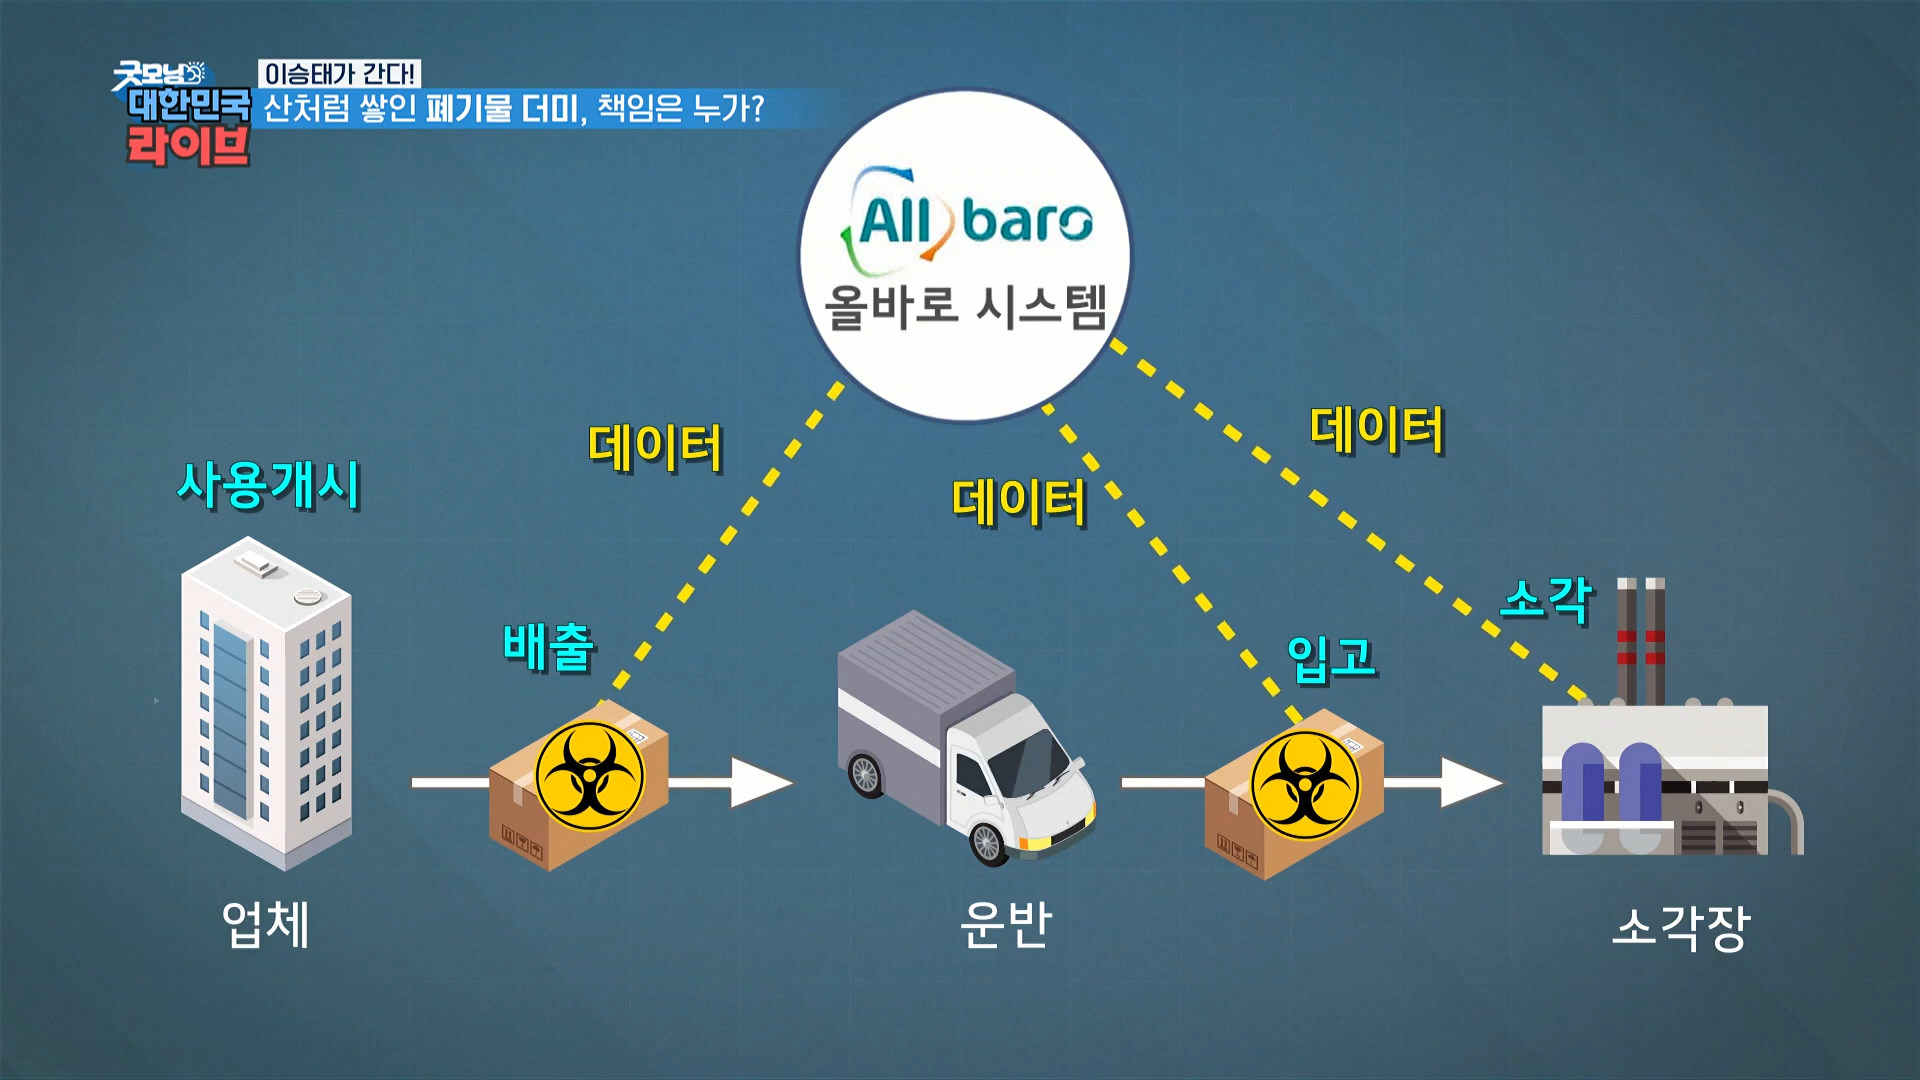 굿모닝
대한민국
라이브
이승태가 간다!
산처럼 쌓인 폐기물 더미, 책임은 누가?
All baro
올바로 시스템
데이터
데이터
데이터
사용개시
배출
입고
소각
업체
운반
소각장